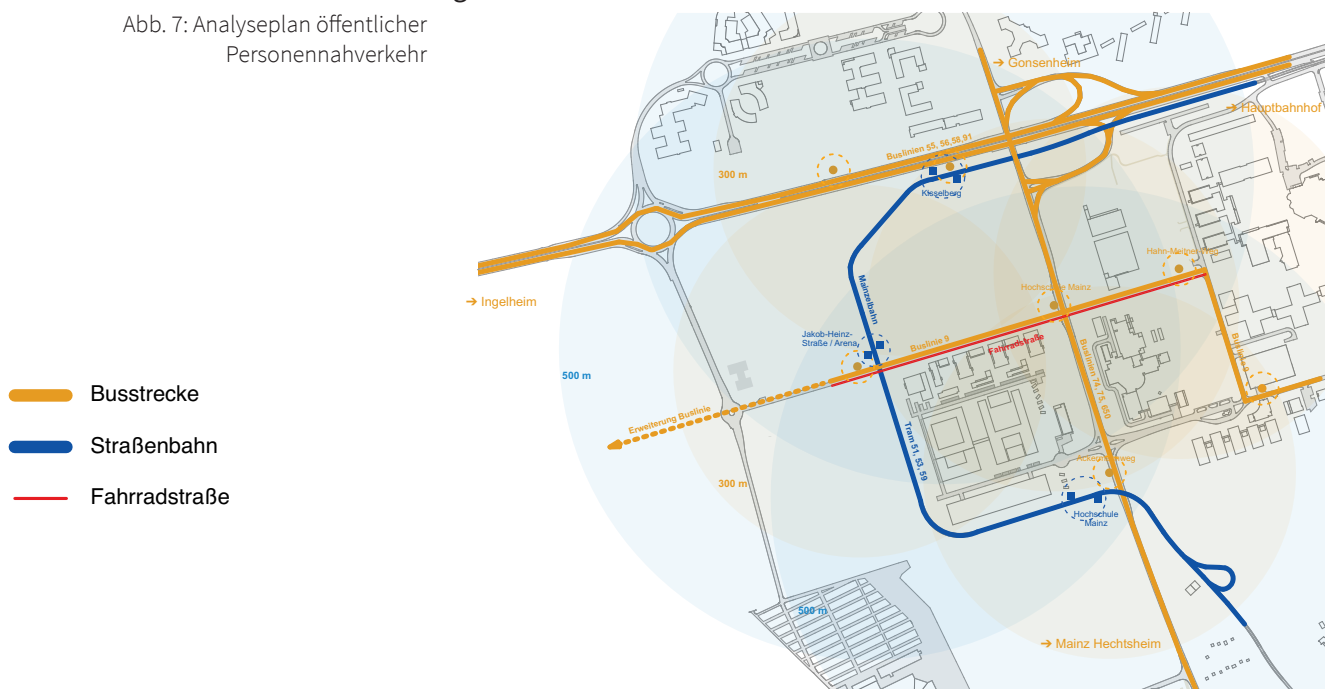 Abb. 7: Analyseplan öffentlicher
Personennahverkehr
→ Gonsenheim
→ Hauptbahnhof
Buslinien 55, 56,58,91
300 m
Kisselberg
Hahn-Meitner-Weg
Hochschule Mainz
→ Ingelheim
Mainzelbahn
Jakob-Heinz-
Straße / Arena
Buslinie 9
Fahrradstraße
Buslinien 74, 75, 650
Buslinie 9
500 m
Busstrecke
Erweiterung Buslinie
Straßenbahn
Tram 51, 53, 59
Ackermannweg
300 m
Fahrradstraße
Hochschule
Mainz
500 m
→ Mainz Hechtsheim